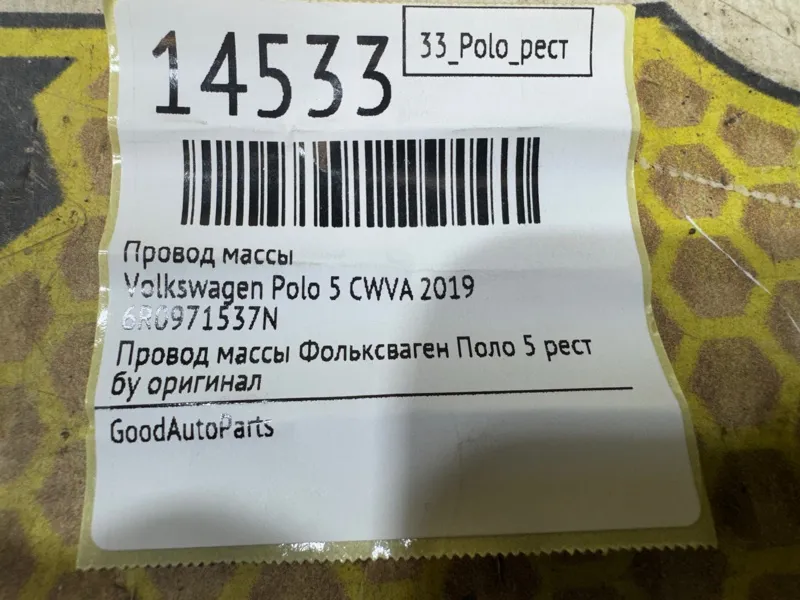 14533
33_Polo_рест
Провод массы
Volkswagen Polo 5 CWVA 2019
6R0971537N
Провод массы Фольксваген Поло 5 рест
бу оригинал
GoodAutoParts